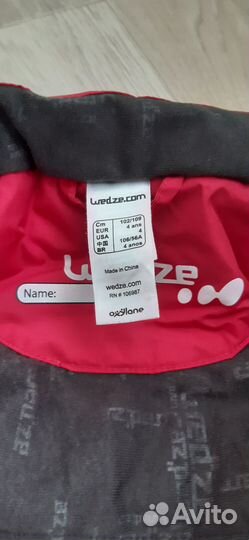 wedze.com
Cm 102/109
EUR 4 ans
USA 4
中国 106/56A
BR 4 anos
Made in China
wedze.com
RN # 106987
oxylane
wedze
Name:
Avito